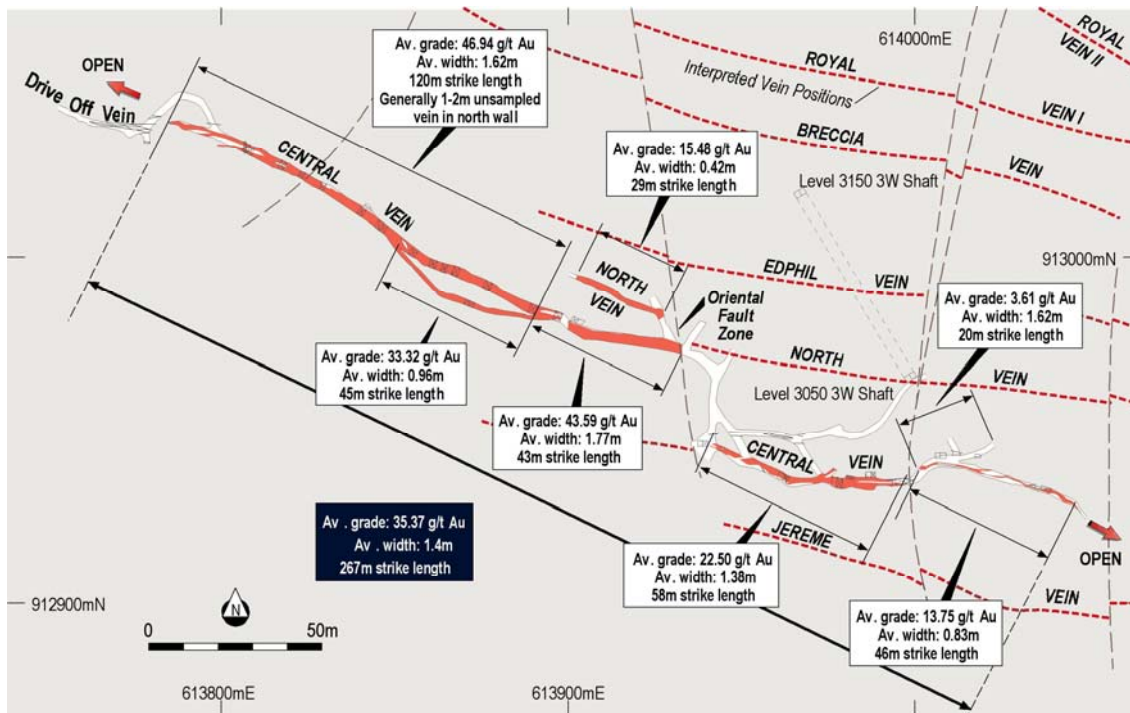 Av. grade: 46.94 g/t Au
Av. width: 1.62m
120m strike length
Generally 1-2m unsampled
vein in north wall
614000mE
ROYAL
VEIN II
ROYAL
VEIN I
Interpreted Vein Positions
OPEN
Drive Off Vein
BRECCIA
VEIN
Av. grade: 15.48 g/t Au
Av. width: 0.42m
29m strike length
Level 3150 3W Shaft
CENTRAL
VEIN
913000mN
EDPHIL
VEIN
NORTH
VEIN
Oriental
Fault
Zone
Av. grade: 3.61 g/t Au
Av. width: 1.62m
20m strike length
Av. grade: 33.32 g/t Au
Av. width: 0.96m
45m strike length
NORTH
VEIN
Level 3050 3W Shaft
Av. grade: 43.59 g/t Au
Av. width: 1.77m
43m strike length
CENTRAL
VEIN
Av . grade: 35.37 g/t Au
Av . width: 1.4m
267m strike length
JEREME
VEIN
OPEN
Av. grade: 22.50 g/t Au
Av. width: 1.38m
58m strike length
Av. grade: 13.75 g/t Au
Av. width: 0.83m
46m strike length
912900mN
N
0
50m
613800mE
613900mE